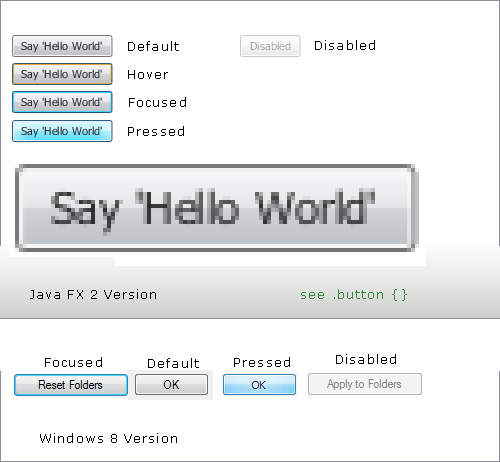 Say 'Hello World' Default Disabled Disabled
Say 'Hello World' Hover
Say 'Hello World' Focused
Say 'Hello World' Pressed
Say 'Hello World'
Java FX 2 Version see .button {}
Focused Default Pressed Disabled
Reset Folders OK OK Apply to Folders
Windows 8 Version